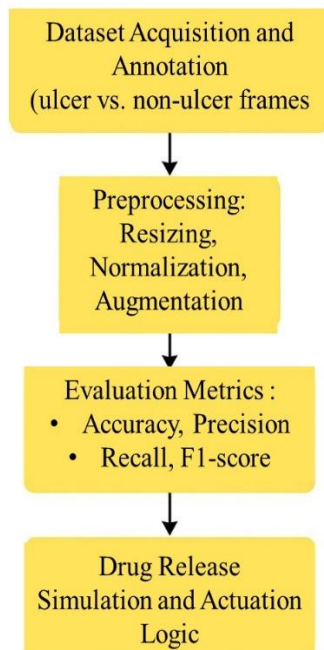 Dataset Acquisition and
Annotation
(ulcer vs. non-ulcer frames
Preprocessing:
Resizing,
Normalization,
Augmentation
Evaluation Metrics :
• Accuracy, Precision
• Recall, F1-score
Drug Release
Simulation and Actuation
Logic